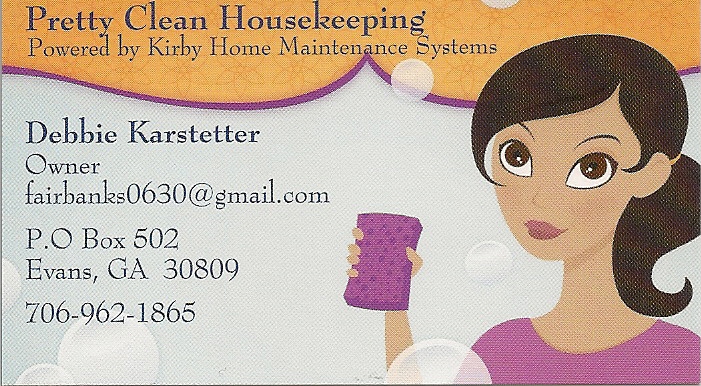 Pretty Clean Housekeeping
Powered by Kirby Home Maintenance Systems
Debbie Karstetter
Owner
fairbanks0630@gmail.com
P.O Box 502
Evans, GA 30809
706-962-1865